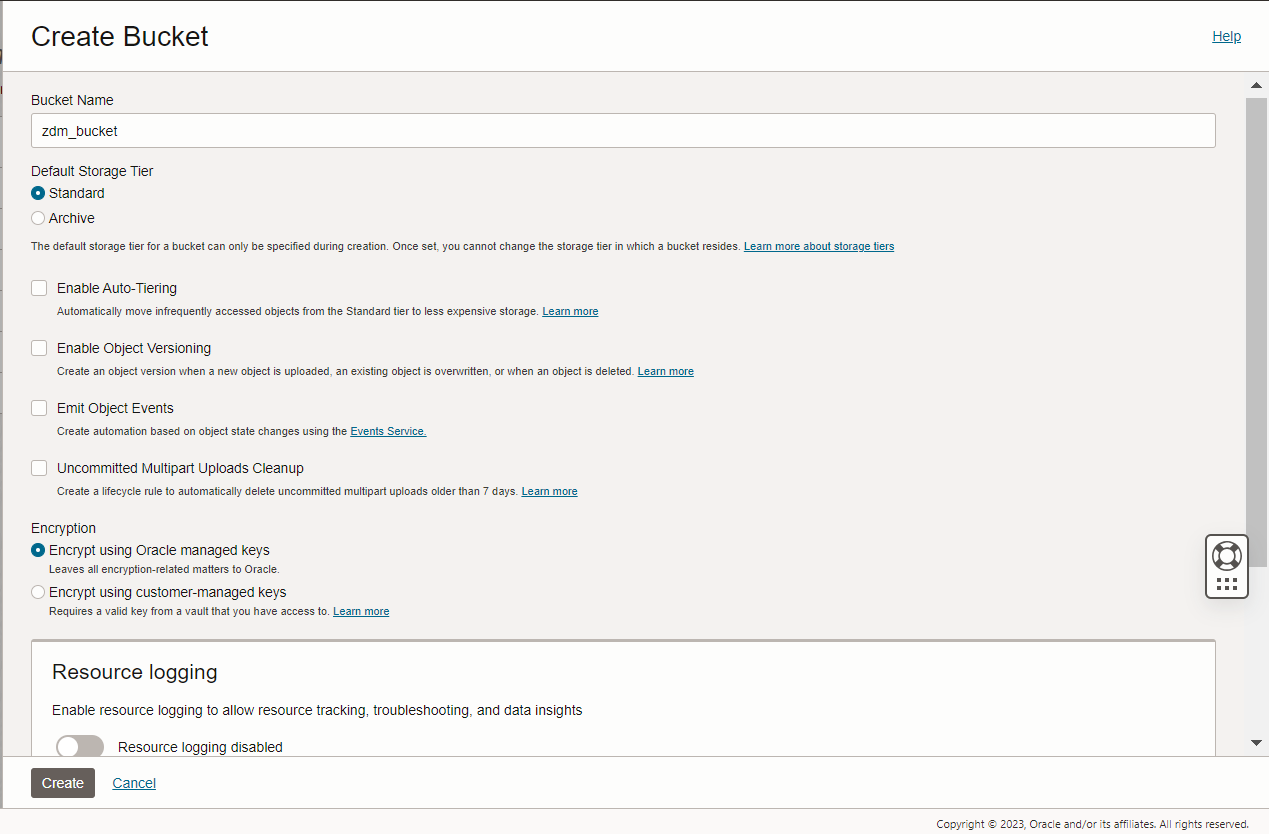 Create Bucket
Help
Bucket Name
zdm_bucket
Default Storage Tier
Standard
Archive
The default storage tier for a bucket can only be specified during creation. Once set, you cannot change the storage tier in which a bucket resides. Learn more about storage tiers
Enable Auto-Tiering
Automatically move infrequently accessed objects from the Standard tier to less expensive storage. Learn more
Enable Object Versioning
Create an object version when a new object is uploaded, an existing object is overwritten, or when an object is deleted. Learn more
Emit Object Events
Create automation based on object state changes using the Events Service.
Uncommitted Multipart Uploads Cleanup
Create a lifecycle rule to automatically delete uncommitted multipart uploads older than 7 days. Learn more
Encryption
Encrypt using Oracle managed keys
Leaves all encryption-related matters to Oracle.
Encrypt using customer-managed keys
Requires a valid key from a vault that you have access to. Learn more
Resource logging
Enable resource logging to allow resource tracking, troubleshooting, and data insights
Resource logging disabled
Create
Cancel
Copyright © 2023, Oracle and/or its affiliates. All rights reserved.